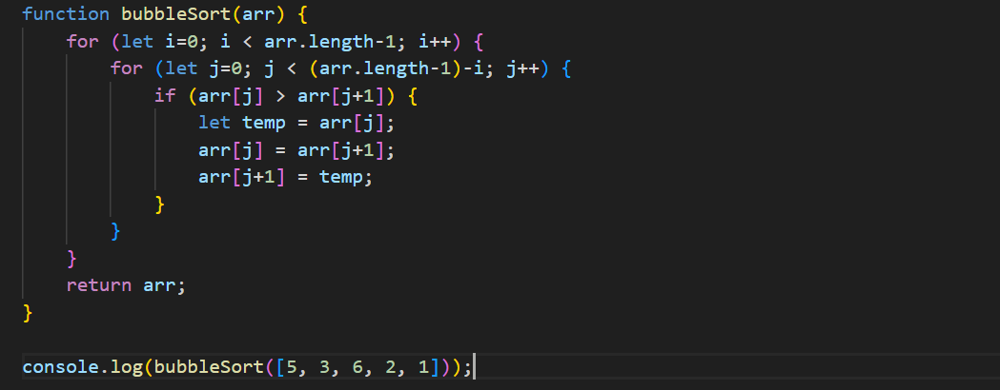 function bubbleSort(arr) {
    for (let i=0; i < arr.length-1; i++) {
        for (let j=0; j < (arr.length-1)-i; j++) {
            if (arr[j] > arr[j+1]) {
                let temp = arr[j];
                arr[j] = arr[j+1];
                arr[j+1] = temp;
            }
        }
    }
    return arr;
}

console.log(bubbleSort([5, 3, 6, 2, 1]));